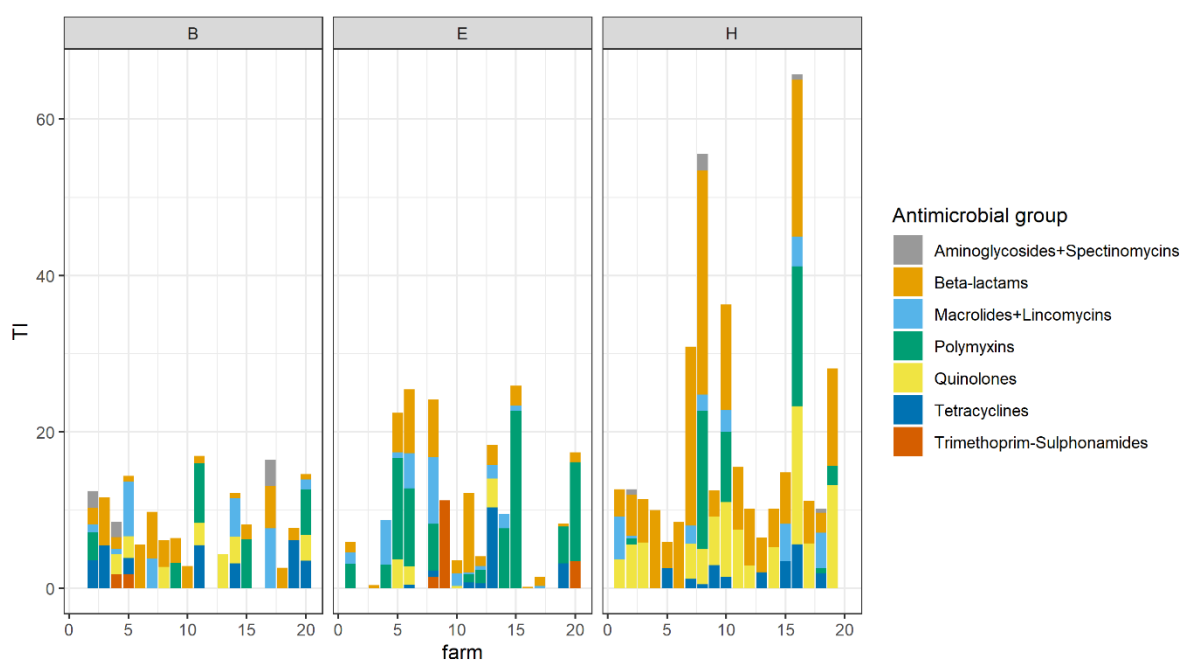 B E H
60
40
20
0
TI
0 5 10 15 20 0 5 10 15 20 0 5 10 15 20
farm
Antimicrobial group
Aminoglycosides+Spectinomycins
Beta-lactams
Macrolides+Lincomycins
Polymyxins
Quinolones
Tetracyclines
Trimethoprim-Sulphonamides